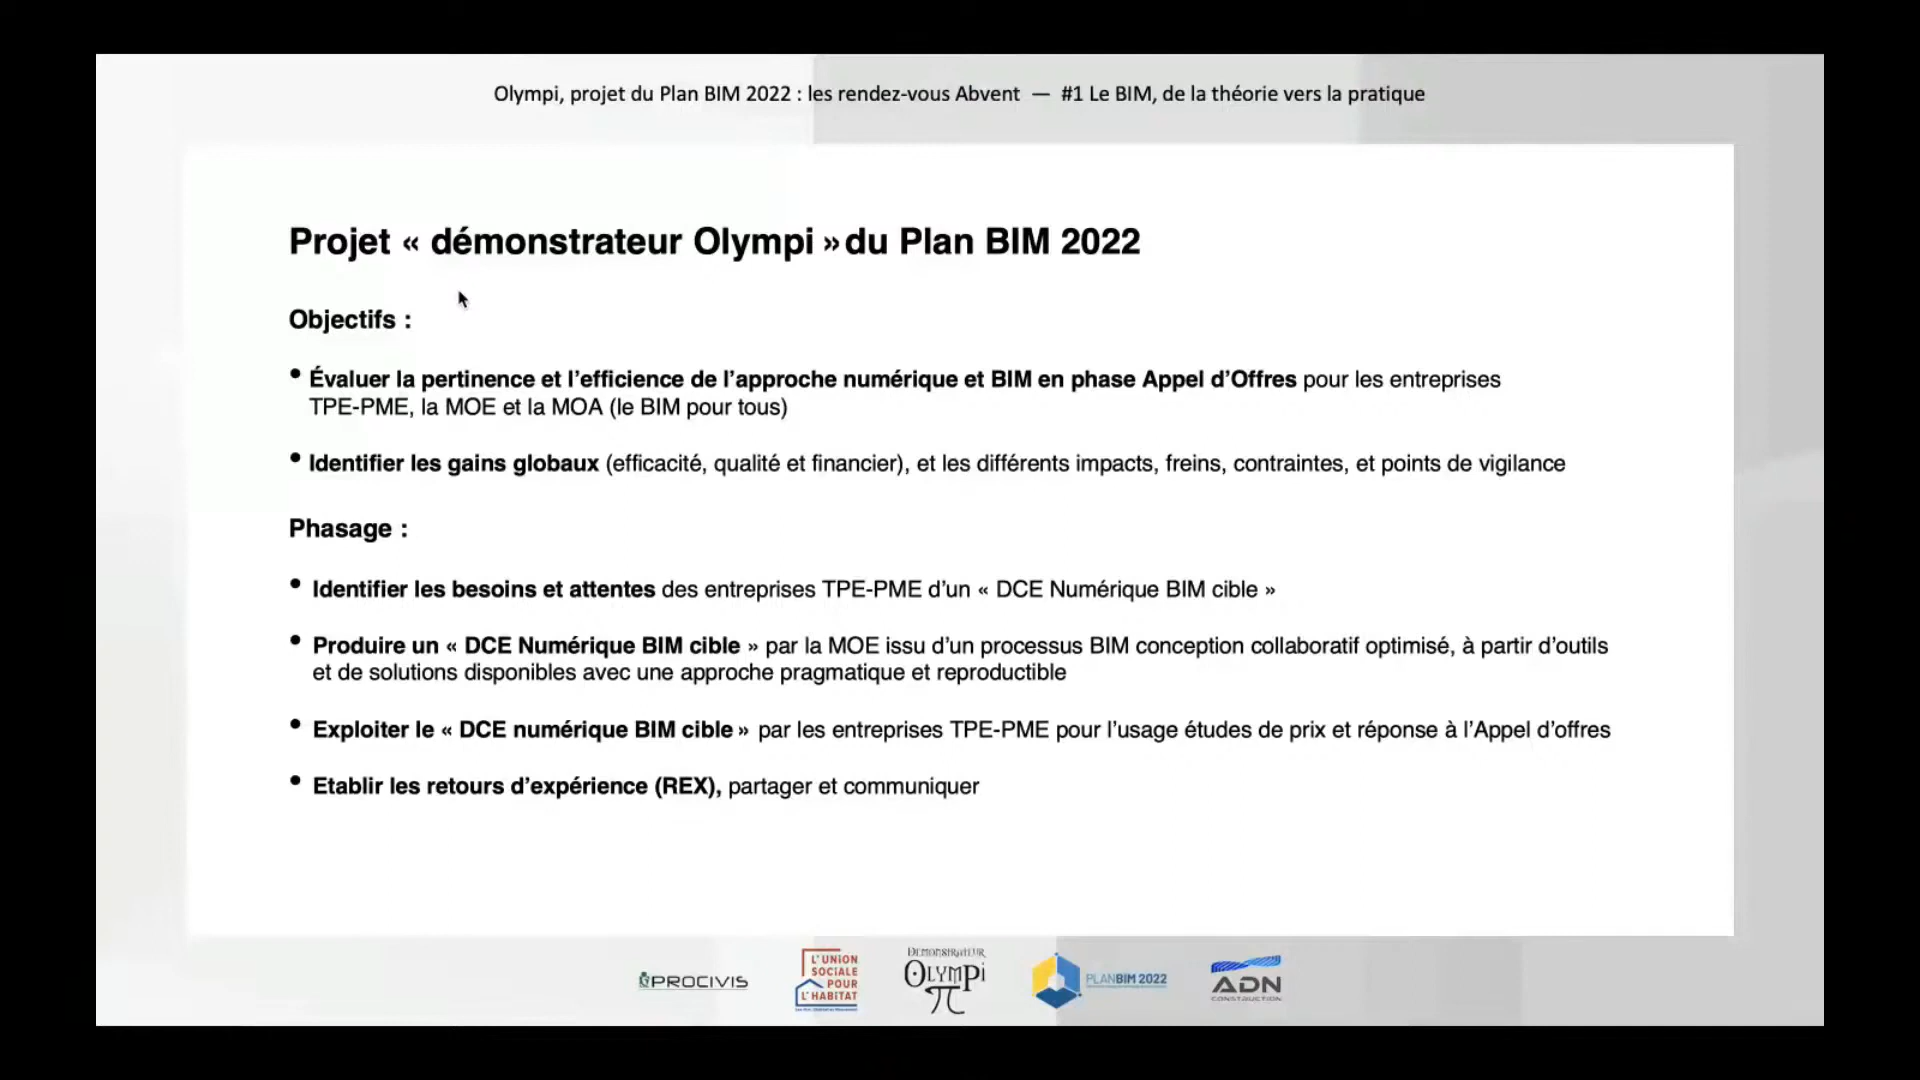 Olympi, projet du Plan BIM 2022 : les rendez-vous Abvent — #1 Le BIM, de la théorie vers la pratique
Projet « démonstrateur Olympi » du Plan BIM 2022
Objectifs :
• Évaluer la pertinence et l’efficience de l’approche numérique et BIM en phase Appel d’Offres pour les entreprises
TPE-PME, la MOE et la MOA (le BIM pour tous)
• Identifier les gains globaux (efficacité, qualité et financier), et les différents impacts, freins, contraintes, et points de vigilance
Phasage :
• Identifier les besoins et attentes des entreprises TPE-PME d’un « DCE Numérique BIM cible »
• Produire un « DCE Numérique BIM cible » par la MOE issu d’un processus BIM conception collaboratif optimisé, à partir d’outils
et de solutions disponibles avec une approche pragmatique et reproductible
• Exploiter le « DCE numérique BIM cible » par les entreprises TPE-PME pour l’usage études de prix et réponse à l’Appel d’offres
• Etablir les retours d’expérience (REX), partager et communiquer
PROCIVIS
L'UNION
SOCIALE
POUR
L'HABITAT
DEMONSTRATEUR
OLYMPi
π
PLANBIM 2022
ADN
CONSTRUCTION